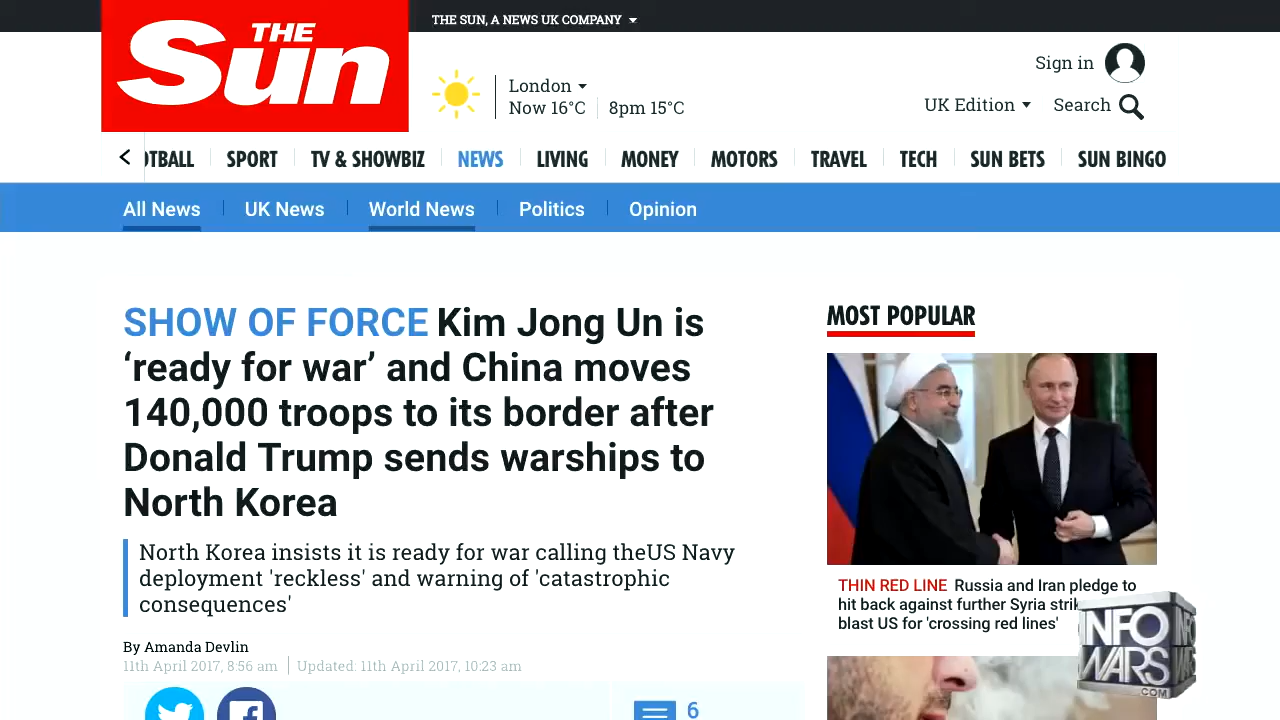 THE SUN, A NEWS UK COMPANY
THE
Sun
London
Now 16°C 8pm 15°C
Sign in
UK Edition Search
OTBALL SPORT TV & SHOWBIZ NEWS LIVING MONEY MOTORS TRAVEL TECH SUN BETS SUN BINGO
All News UK News World News Politics Opinion
SHOW OF FORCE Kim Jong Un is
‘ready for war’ and China moves
140,000 troops to its border after
Donald Trump sends warships to
North Korea
North Korea insists it is ready for war calling theUS Navy
deployment 'reckless' and warning of 'catastrophic
consequences'
By Amanda Devlin
11th April 2017, 8:56 am Updated: 11th April 2017, 10:23 am
6
MOST POPULAR
THIN RED LINE Russia and Iran pledge to
hit back against further Syria strik
blast US for 'crossing red lines'
INFO
WARS
.COM